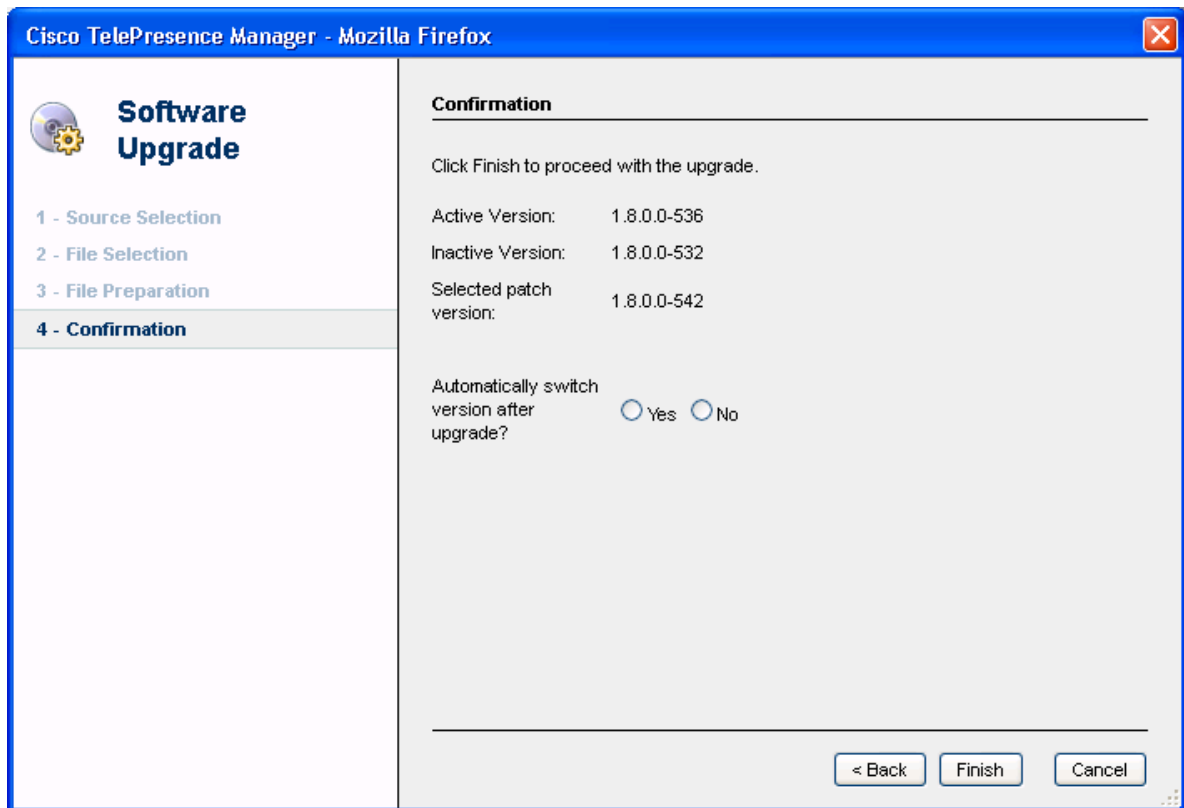 Cisco TelePresence Manager - Mozilla Firefox
Software
Upgrade
1 - Source Selection
2 - File Selection
3 - File Preparation
4 - Confirmation
Confirmation
Click Finish to proceed with the upgrade.
Active Version: 1.8.0.0-536
Inactive Version: 1.8.0.0-532
Selected patch
version: 1.8.0.0-542
Automatically switch
version after
upgrade? Yes No
< Back Finish Cancel